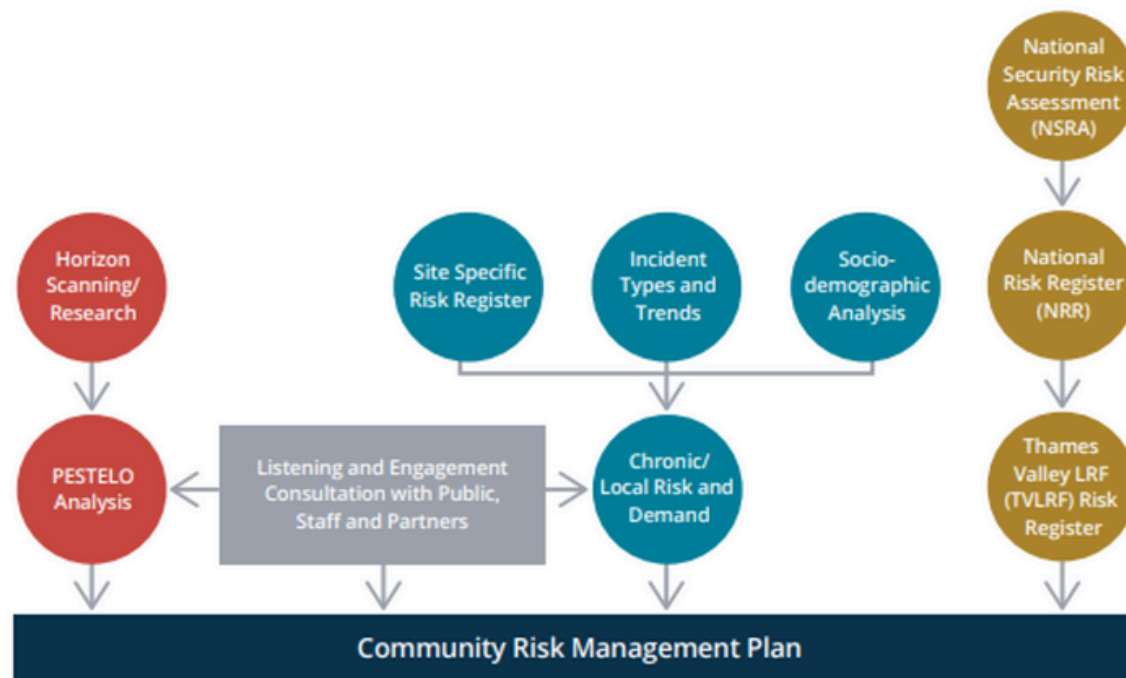 National
Security Risk
Assessment
(NSRA)
Horizon
Scanning/
Research
Site Specific
Risk Register
Incident
Types and
Trends
Socio-
demographic
Analysis
National
Risk Register
(NRR)
PESTELO
Analysis
Listening and Engagement
Consultation with Public,
Staff and Partners
Chronic/
Local Risk and
Demand
Thames
Valley LRF
(TVLRF) Risk
Register
Community Risk Management Plan